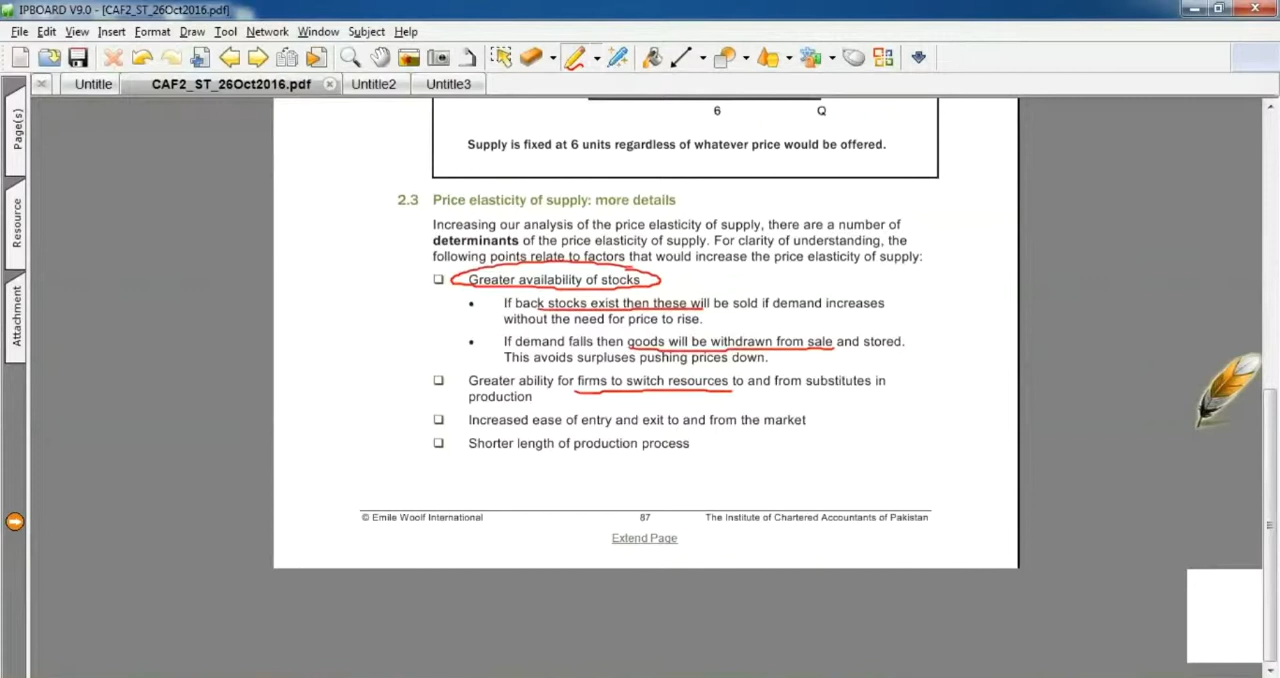 IPBOARD V9.0 - [CAF2_ST_26Oct2016.pdf]
File Edit View Insert Format Draw Tool Network Window Subject Help
Untitle CAF2_ST_26Oct2016.pdf Untitle2 Untitle3
Page(s)
Resource
Attachment
6 Q
Supply is fixed at 6 units regardless of whatever price would be offered.
2.3 Price elasticity of supply: more details
Increasing our analysis of the price elasticity of supply, there are a number of
determinants of the price elasticity of supply. For clarity of understanding, the
following points relate to factors that would increase the price elasticity of supply:
❑ Greater availability of stocks
• If back stocks exist then these will be sold if demand increases
without the need for price to rise.
• If demand falls then goods will be withdrawn from sale and stored.
This avoids surpluses pushing prices down.
❑ Greater ability for firms to switch resources to and from substitutes in
production
❑ Increased ease of entry and exit to and from the market
❑ Shorter length of production process
© Emile Woolf International 87 The Institute of Chartered Accountants of Pakistan
Extend Page